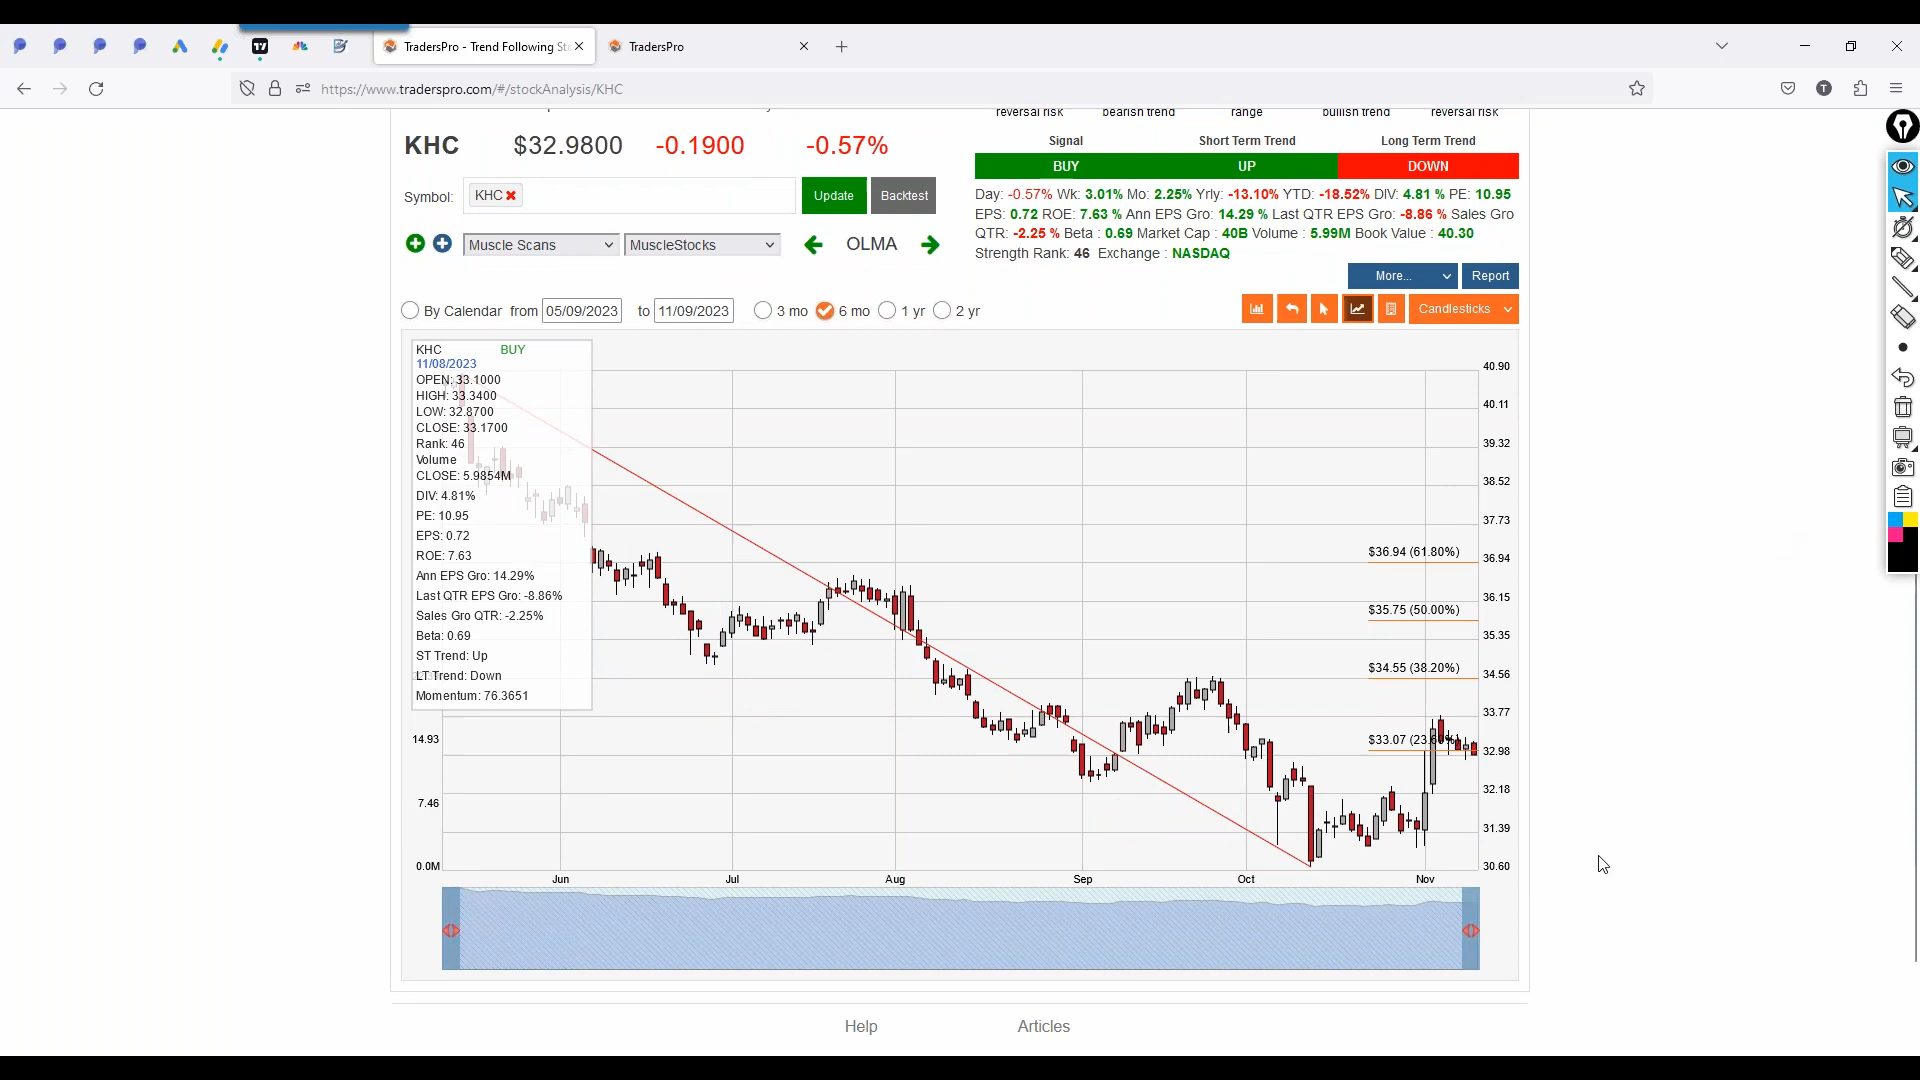 TradersPro - Trend Following Sto
TradersPro
https://www.traderspro.com/#/stockAnalysis/KHC
T
reversal risk bearish trend range bullish trend reversal risk
KHC $32.9800 -0.1900 -0.57%
Signal Short Term Trend Long Term Trend
BUY UP DOWN
Symbol: KHC Update Backtest
Day: -0.57% Wk: 3.01% Mo: 2.25% Yrly: -13.10% YTD: -18.52% DIV: 4.81 % PE: 10.95
EPS: 0.72 ROE: 7.63 % Ann EPS Gro: 14.29 % Last QTR EPS Gro: -8.86 % Sales Gro
QTR: -2.25 % Beta : 0.69 Market Cap : 40B Volume : 5.99M Book Value : 40.30
Strength Rank: 46 Exchange : NASDAQ
Muscle Scans MuscleStocks OLMA
More... Report
By Calendar from 05/09/2023 to 11/09/2023 3 mo 6 mo 1 yr 2 yr
Candlesticks
KHC BUY
11/08/2023
OPEN: 33.1000
HIGH: 33.3400
LOW: 32.8700
CLOSE: 33.1700
Rank: 46
Volume
CLOSE: 5.9854M
DIV: 4.81%
PE: 10.95
EPS: 0.72
ROE: 7.63
Ann EPS Gro: 14.29%
Last QTR EPS Gro: -8.86%
Sales Gro QTR: -2.25%
Beta: 0.69
ST Trend: Up
LT Trend: Down
Momentum: 76.3651
14.93
7.46
0.0M
$36.94 (61.80%)
$35.75 (50.00%)
$34.55 (38.20%)
$33.07 (23.60%)
40.90
40.11
39.32
38.52
37.73
36.94
36.15
35.35
34.56
33.77
32.98
32.18
31.39
30.60
Jun Jul Aug Sep Oct Nov
Help Articles